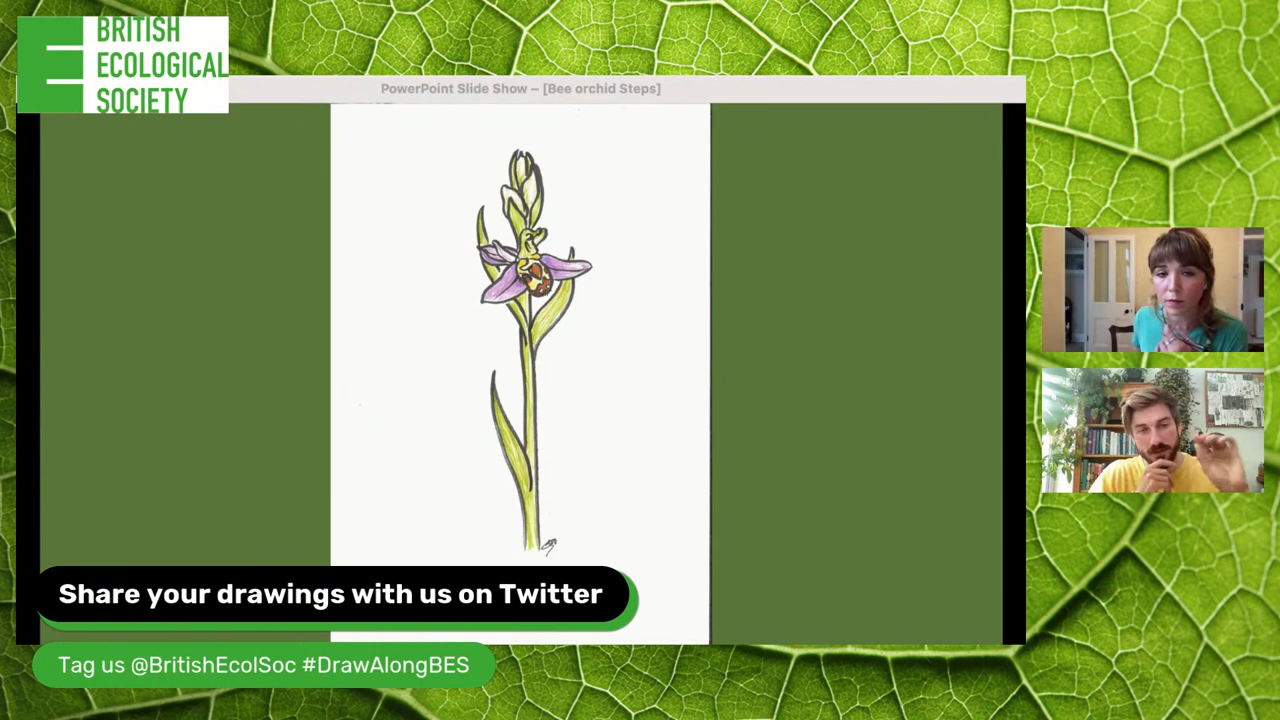 BRITISH
ECOLOGICAL
SOCIETY
PowerPoint Slide Show – [Bee orchid Steps]
Share your drawings with us on Twitter
Tag us @BritishEcolSoc #DrawAlongBES